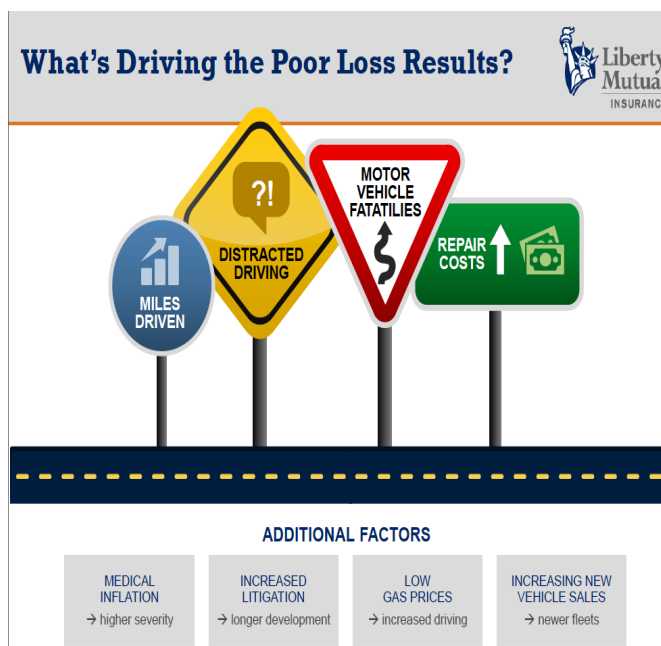 What's Driving the Poor Loss Results?
Liberty
Mutua
INSURANC
?!
MOTOR
VEHICLE
FATATILIES
DISTRACTED
DRIVING
REPAIR
COSTS
MILES
DRIVEN
ADDITIONAL FACTORS
MEDICAL
INFLATION
→ higher severity
INCREASED
LITIGATION
→ longer development
LOW
GAS PRICES
→ increased driving
INCREASING NEW
VEHICLE SALES
→ newer fleets